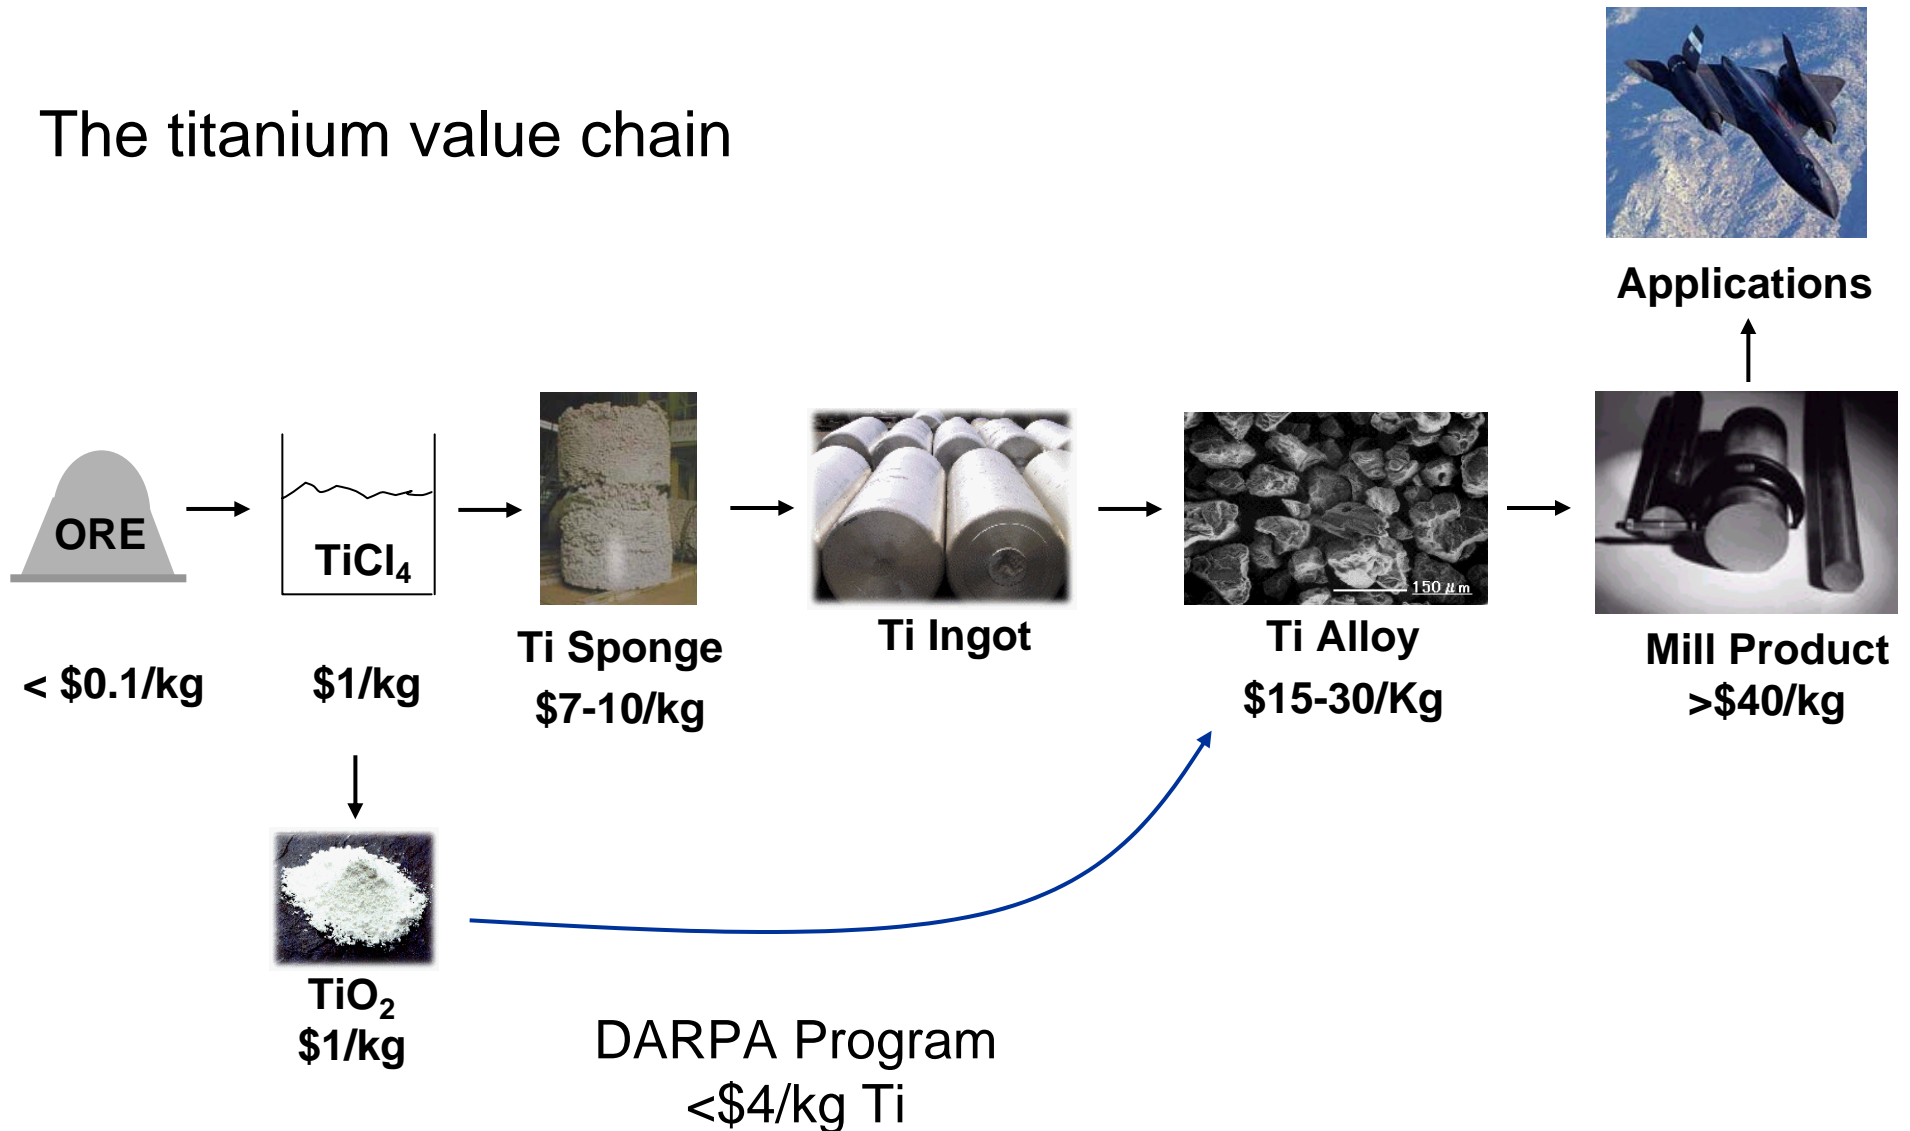 The titanium value chain
Applications
ORE
TiCl₄
150 μm
Ti Sponge
Ti Ingot
Ti Alloy
Mill Product
< $0.1/kg
$1/kg
$7-10/kg
$15-30/Kg
>$40/kg
TiO₂
$1/kg
DARPA Program
<$4/kg Ti